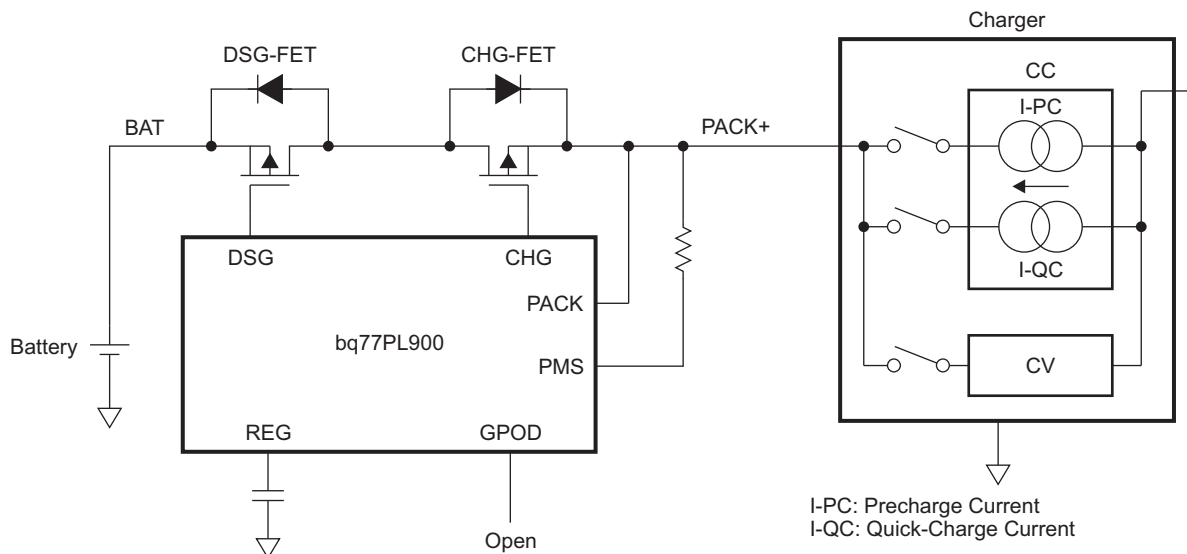 Charger
DSG-FET
CHG-FET
CC
I-PC
BAT
PACK+
I-QC
DSG
CHG
PACK
bq77PL900
Battery
PMS
CV
REG
GPOD
Open
I-PC: Precharge Current
I-QC: Quick-Charge Current